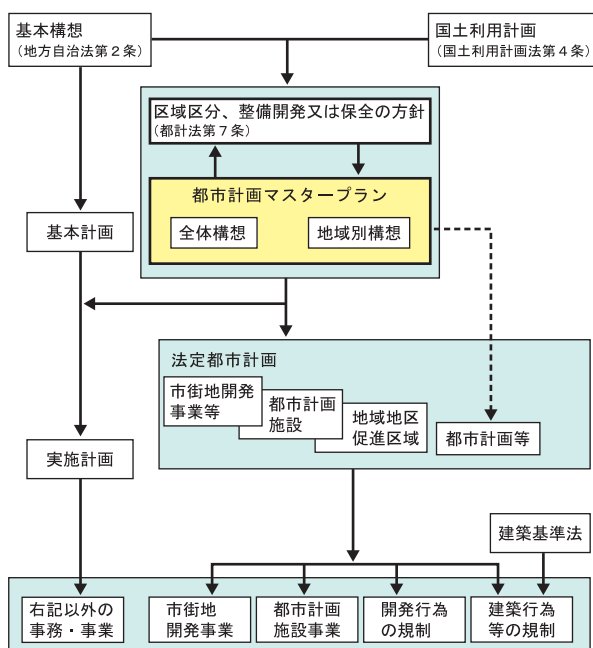 基本構想
(地方自治法第2条)
国土利用計画
(国土利用計画法第4条)
区域区分、整備開発又は保全の方針
(都計法第7条)
都市計画マスタープラン
全体構想
地域別構想
基本計画
法定都市計画
市街地開発
事業等
都市計画
施設
地域地区
促進区域
都市計画等
実施計画
建築基準法
右記以外の
事務・事業
市街地
開発事業
都市計画
施設事業
開発行為
の規制
建築行為
等の規制